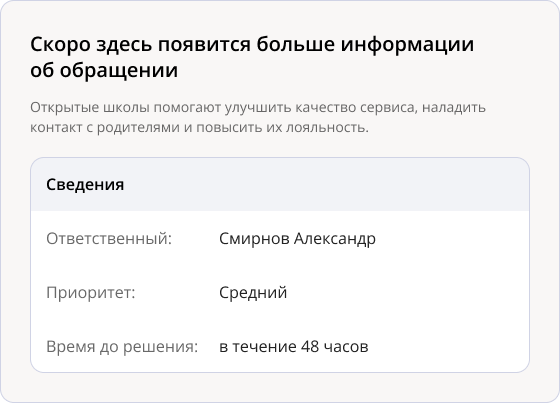 Скоро здесь появится больше информации
об обращении
Открытые школы помогают улучшить качество сервиса, наладить
контакт с родителями и повысить их лояльность.
Сведения
Ответственный: Смирнов Александр
Приоритет: Средний
Время до решения: в течение 48 часов